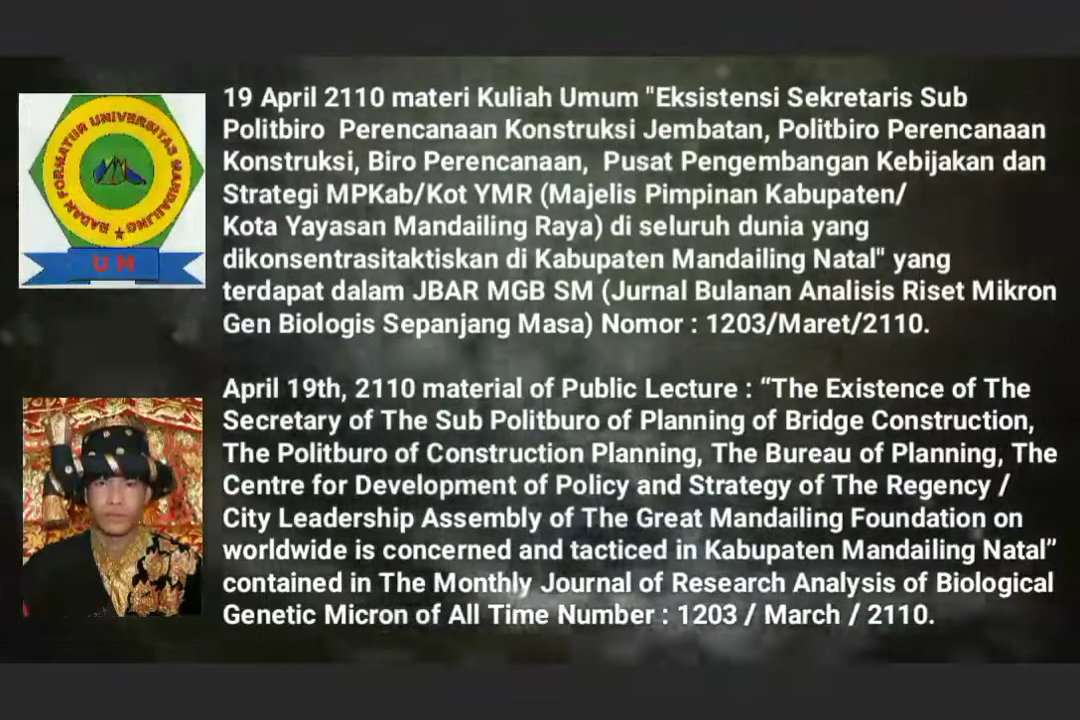 BADAN FORMATUR UNIVERSITAS MANDAILING
U M
19 April 2110 materi Kuliah Umum "Eksistensi Sekretaris Sub
Politbiro Perencanaan Konstruksi Jembatan, Politbiro Perencanaan
Konstruksi, Biro Perencanaan, Pusat Pengembangan Kebijakan dan
Strategi MPKab/Kot YMR (Majelis Pimpinan Kabupaten/
Kota Yayasan Mandailing Raya) di seluruh dunia yang
dikonsentrasitaktiskan di Kabupaten Mandailing Natal" yang
terdapat dalam JBAR MGB SM (Jurnal Bulanan Analisis Riset Mikron
Gen Biologis Sepanjang Masa) Nomor : 1203/Maret/2110.
April 19th, 2110 material of Public Lecture : “The Existence of The
Secretary of The Sub Politburo of Planning of Bridge Construction,
The Politburo of Construction Planning, The Bureau of Planning, The
Centre for Development of Policy and Strategy of The Regency /
City Leadership Assembly of The Great Mandailing Foundation on
worldwide is concerned and tacticed in Kabupaten Mandailing Natal”
contained in The Monthly Journal of Research Analysis of Biological
Genetic Micron of All Time Number : 1203 / March / 2110.